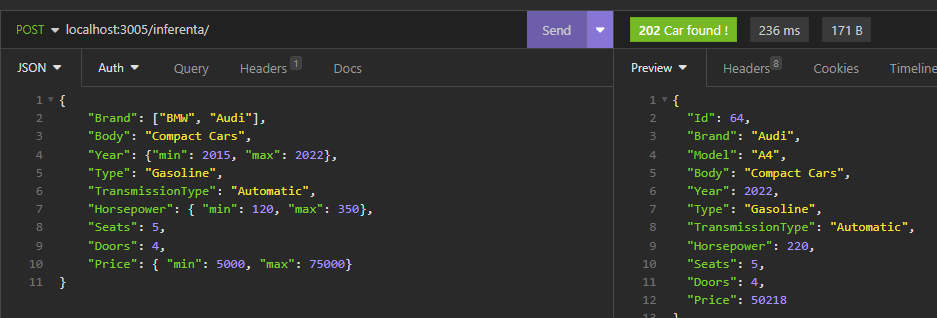 POST localhost:3005/inferenta/ Send 202 Car found ! 236 ms 171 B
JSON Auth Query Headers 1 Docs
Preview Headers 8 Cookies Timeline
1 {
2 "Brand": ["BMW", "Audi"],
3 "Body": "Compact Cars",
4 "Year": {"min": 2015, "max": 2022},
5 "Type": "Gasoline",
6 "TransmissionType": "Automatic",
7 "Horsepower": { "min": 120, "max": 350},
8 "Seats": 5,
9 "Doors": 4,
10 "Price": { "min": 5000, "max": 75000}
11 }
1 {
2 "Id": 64,
3 "Brand": "Audi",
4 "Model": "A4",
5 "Body": "Compact Cars",
6 "Year": 2022,
7 "Type": "Gasoline",
8 "TransmissionType": "Automatic",
9 "Horsepower": 220,
10 "Seats": 5,
11 "Doors": 4,
12 "Price": 50218
13 }